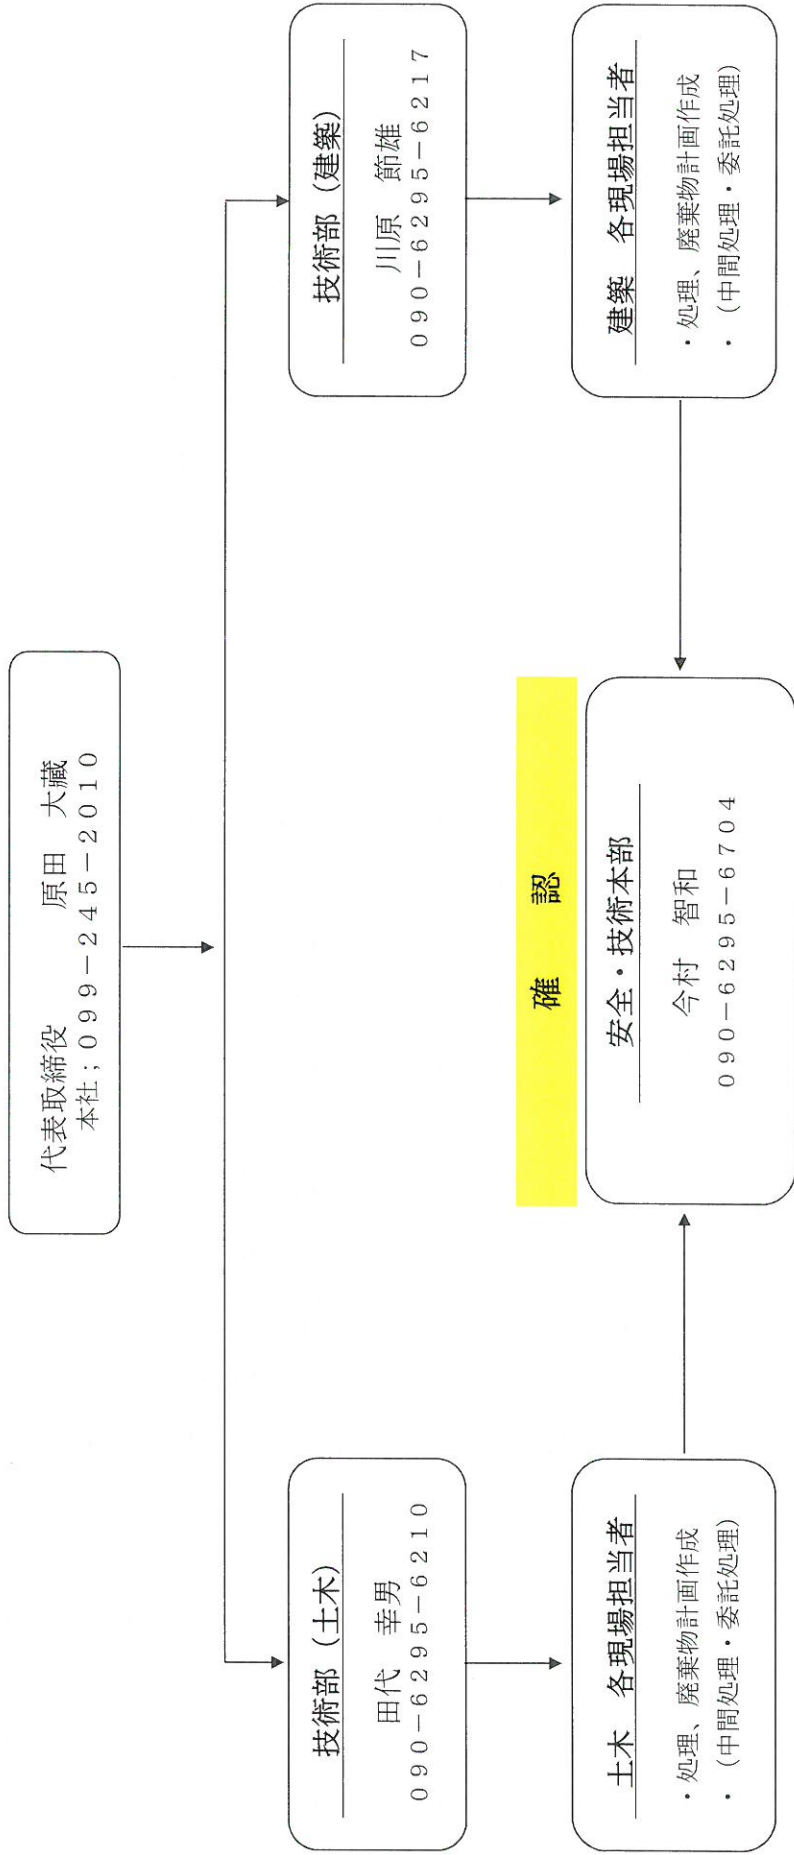 代表取締役　　原田　大藏
本社；０９９－２４５－２０１０
技術部（土木）
田代　幸男
０９０－６２９５－６２１０
技術部（建築）
川原　節雄
０９０－６２９５－６２１７
土木　各現場担当者
・処理、廃棄物計画作成
・（中間処理・委託処理）
確　認
安全・技術本部
今村　智和
０９０－６２９５－６７０４
建築　各現場担当者
・処理、廃棄物計画作成
・（中間処理・委託処理）